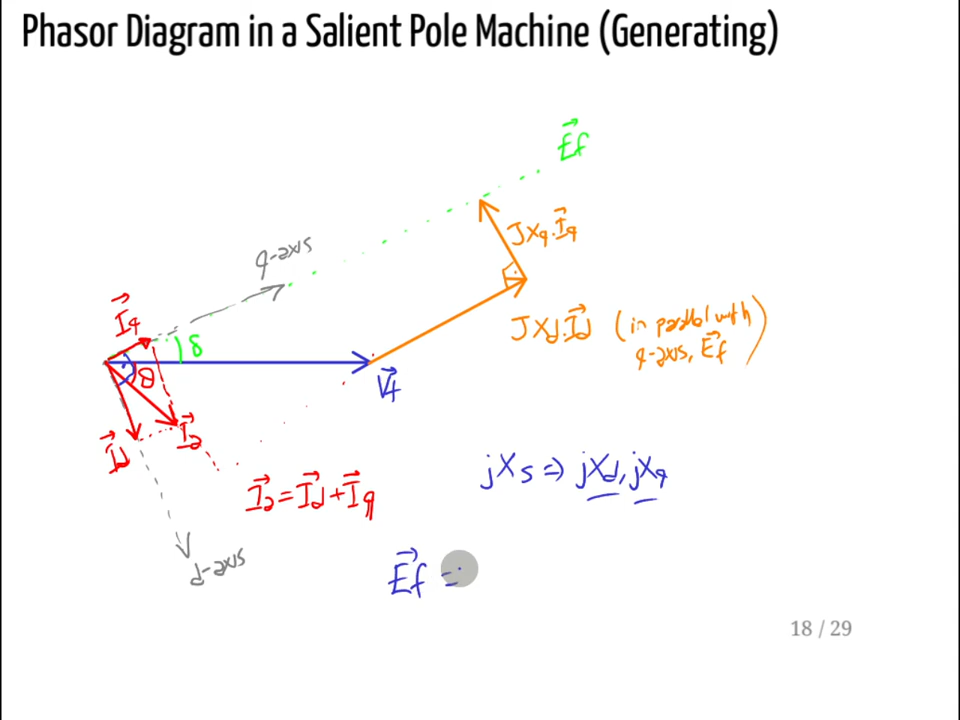 Phasor Diagram in a Salient Pole Machine (Generating)
Ef
q-axis
JXq.Iq
Iq
δ
JXd.Id (in parallel with
q-axis, Ef)
θ
Vt
Id
Ia
jXs ⇒ jXd, jXq
Ia = Id + Iq
d-axis
Ef =
18 / 29